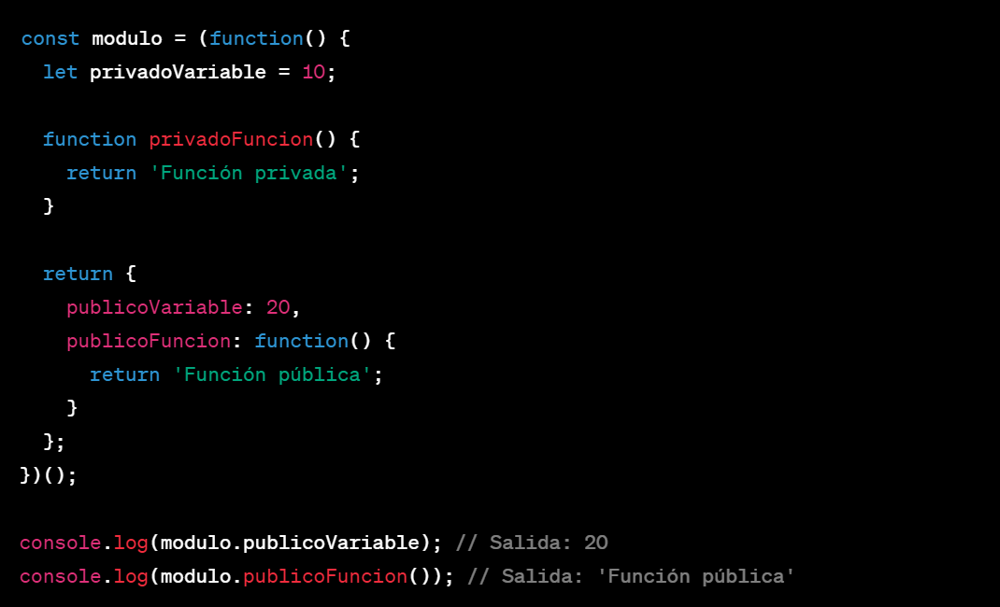 const modulo = (function() {
  let privadoVariable = 10;

  function privadoFuncion() {
    return 'Función privada';
  }

  return {
    publicoVariable: 20,
    publicoFuncion: function() {
      return 'Función pública';
    }
  };
})();

console.log(modulo.publicoVariable); // Salida: 20
console.log(modulo.publicoFuncion()); // Salida: 'Función pública'